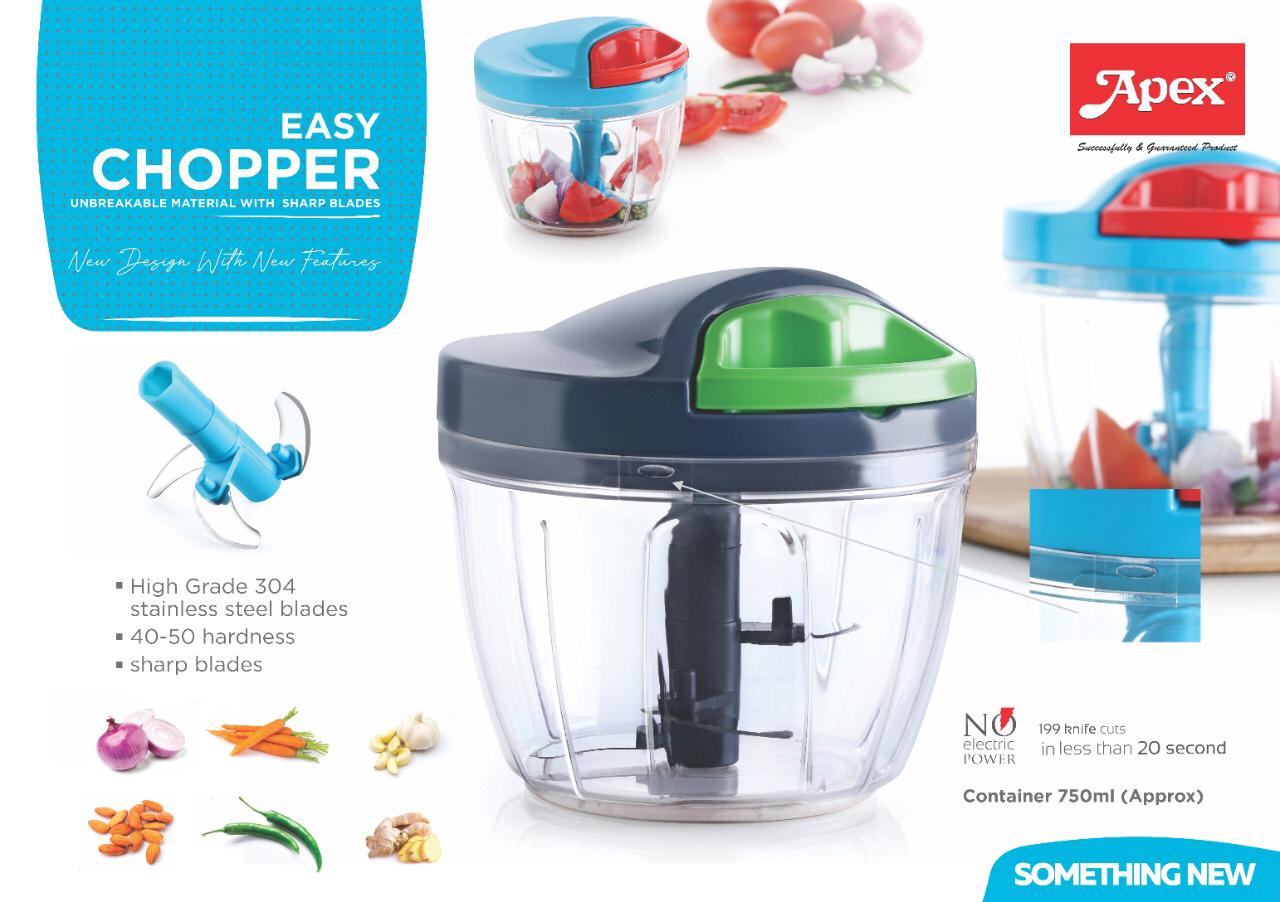 EASY
CHOPPER
UNBREAKABLE MATERIAL WITH SHARP BLADES
New Design With New Features
Apex®
Successfully & Guaranteed Product
▪ High Grade 304
stainless steel blades
▪ 40-50 hardness
▪ sharp blades
NO
electric
POWER
199 knife cuts
in less than 20 second
Container 750ml (Approx)
SOMETHING NEW